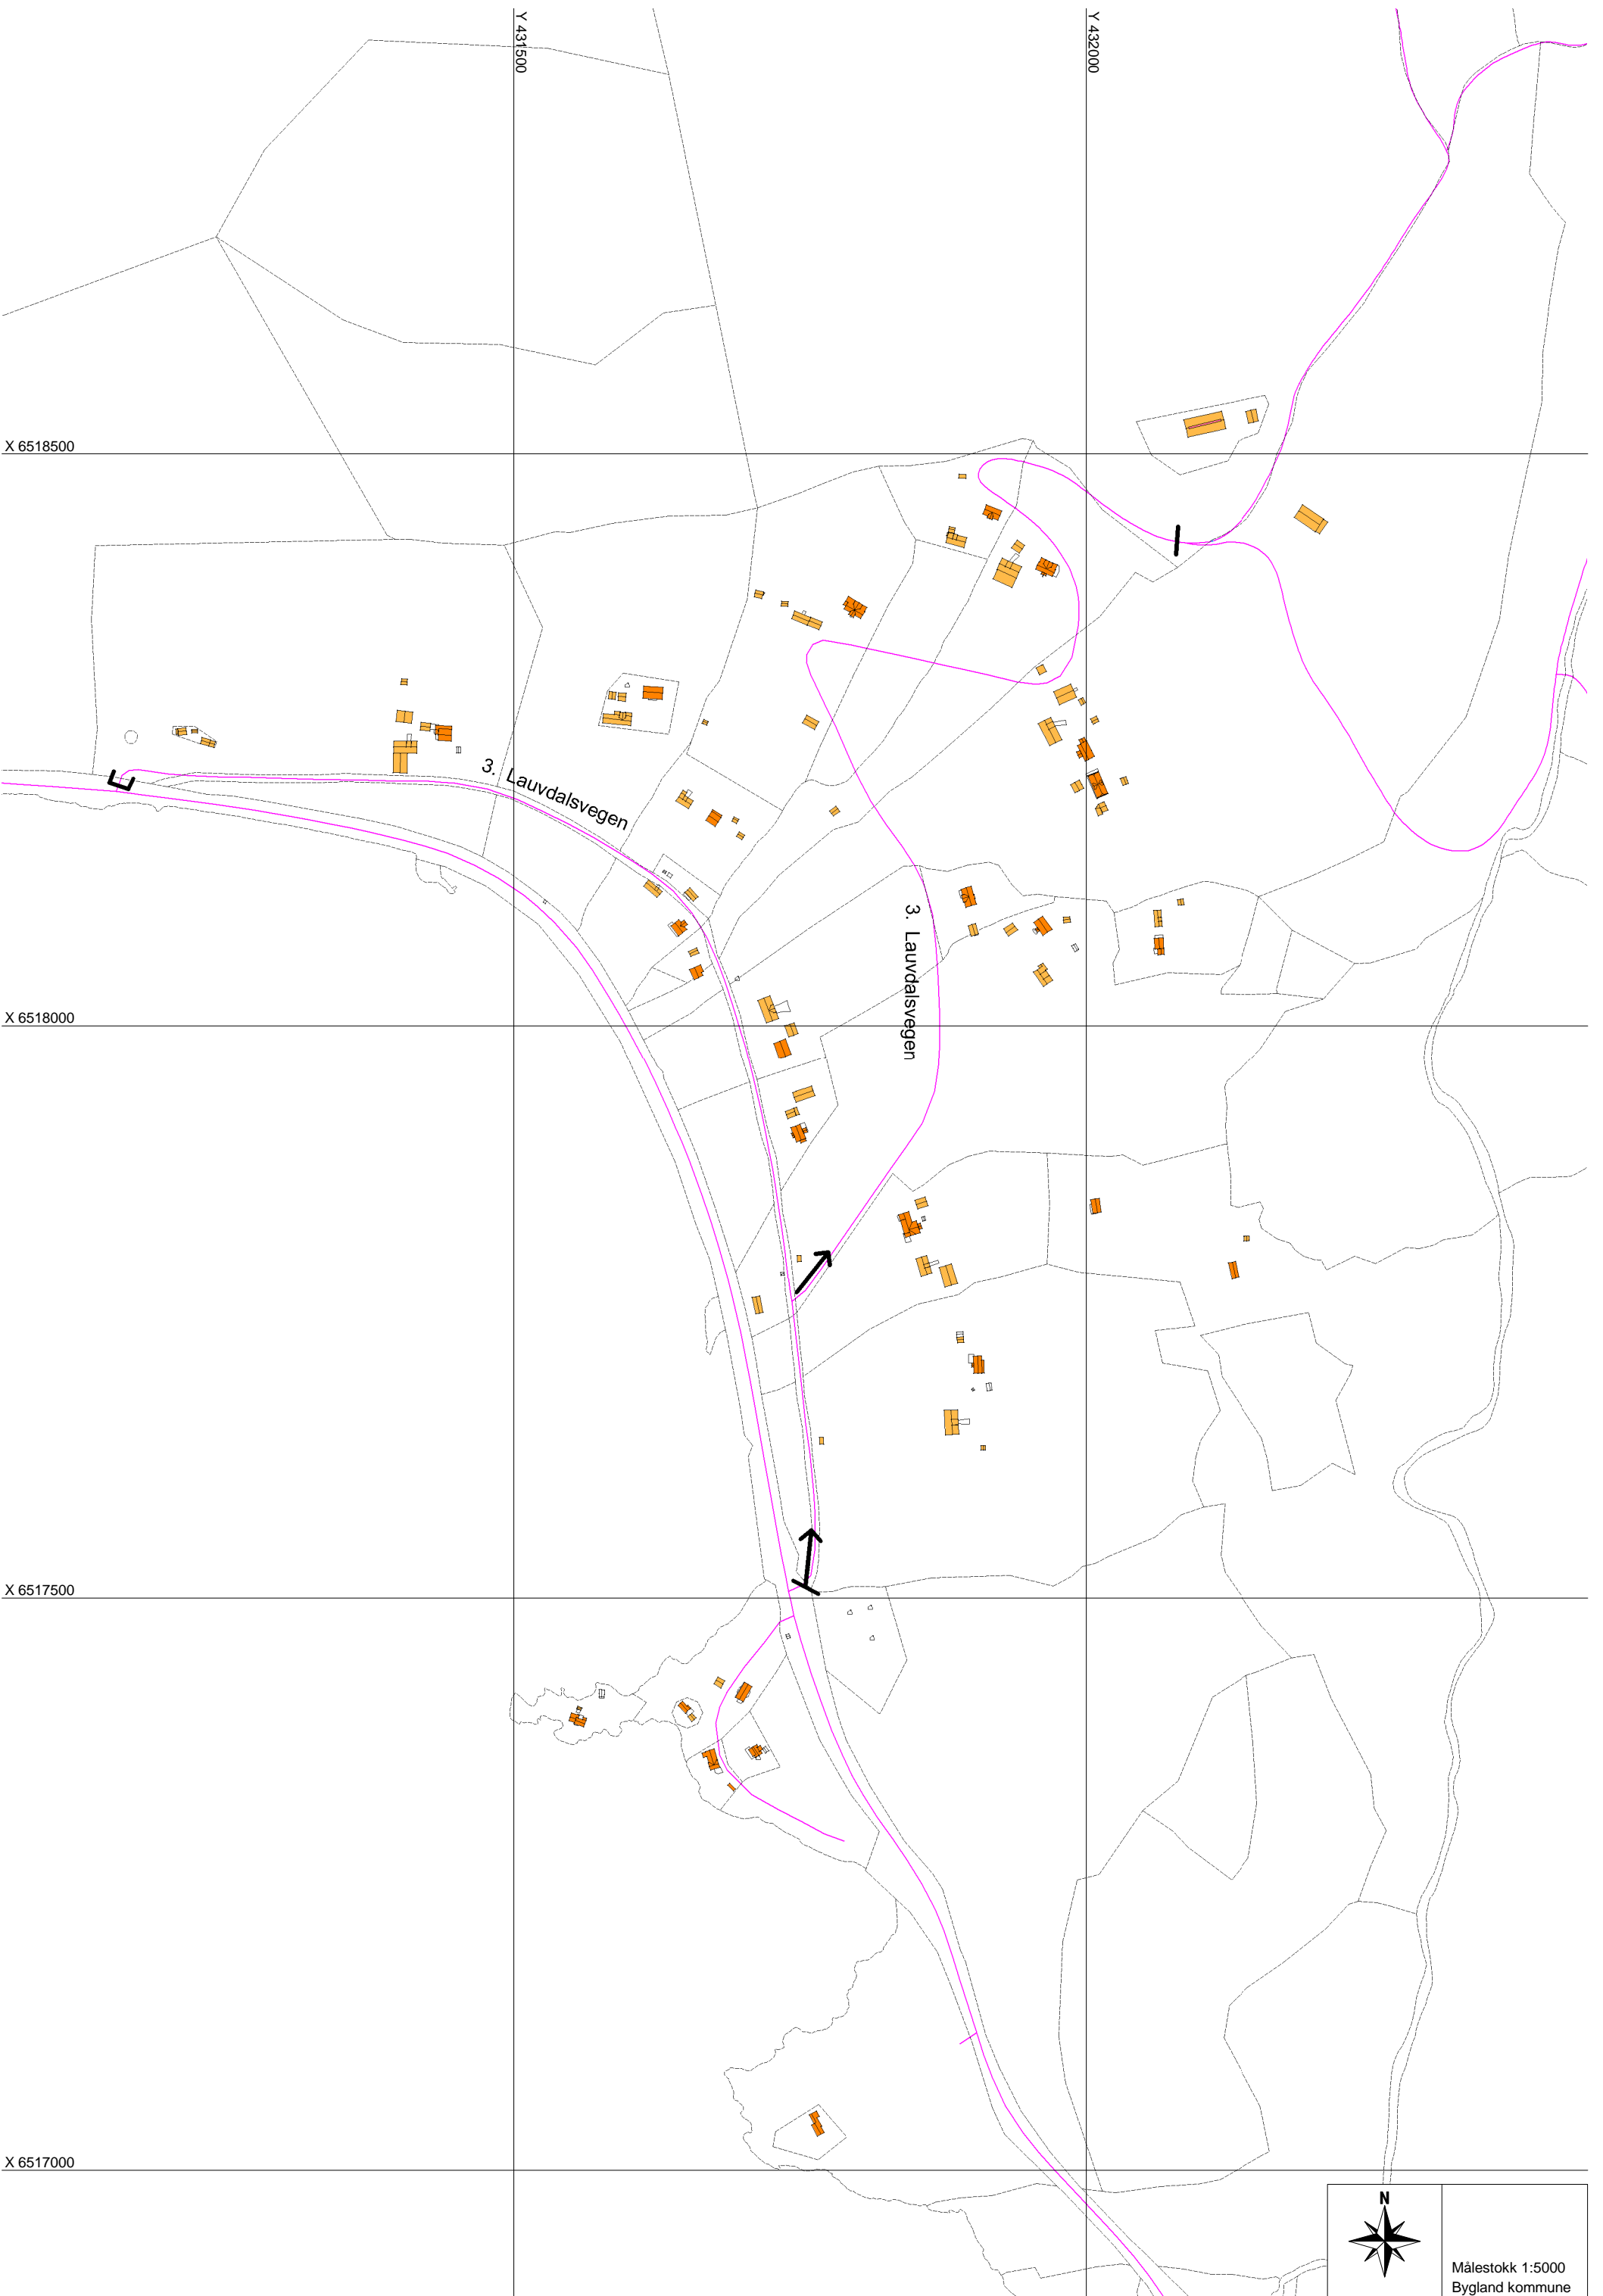 Y 431500
Y 432000
X 6518500
3. Lauvdalsvegen
3. Lauvdalsvegen
X 6518000
X 6517500
X 6517000
N
Målestokk 1:5000
Bygland kommune